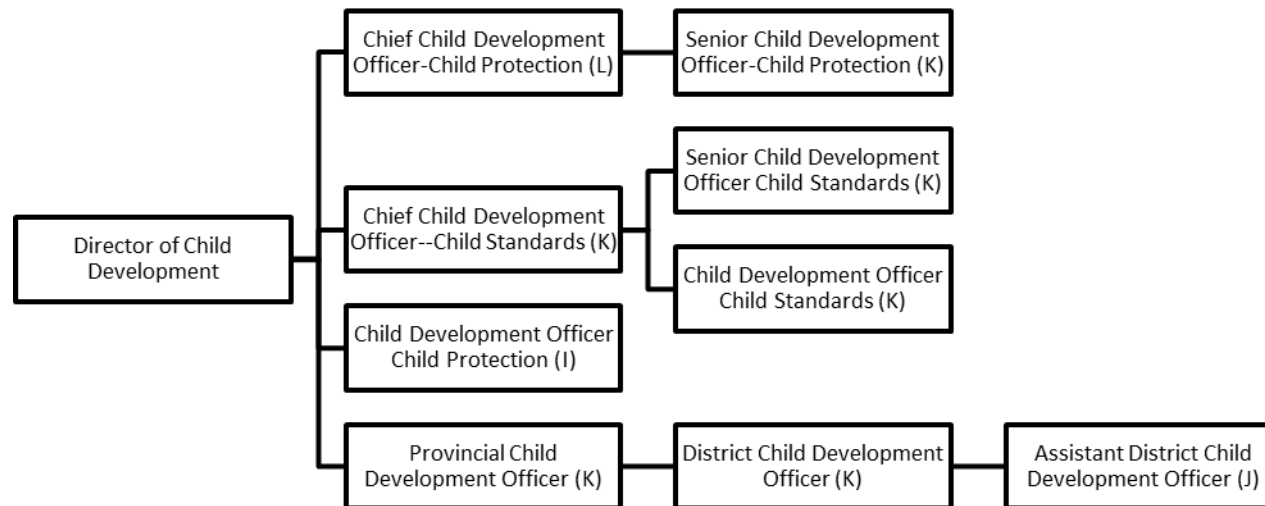 Chief Child Development
Officer-Child Protection (L)
Senior Child Development
Officer-Child Protection (K)
Senior Child Development
Officer Child Standards (K)
Chief Child Development
Officer--Child Standards (K)
Director of Child
Development
Child Development Officer
Child Standards (K)
Child Development Officer
Child Protection (I)
Provincial Child
Development Officer (K)
District Child Development
Officer (K)
Assistant District Child
Development Officer (J)